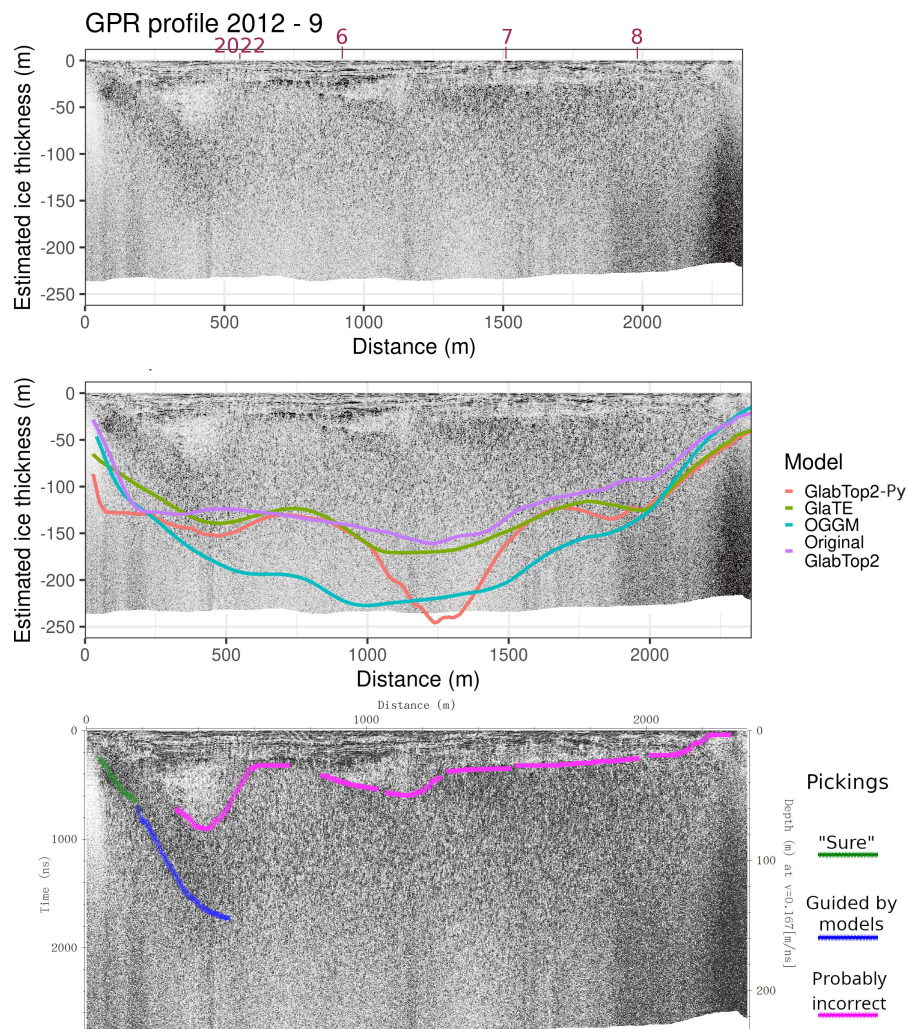 GPR profile 2012 - 9
2022 6 7 8
Estimated ice thickness (m)
0
-50
-100
-150
-200
-250
0 500 1000 1500 2000
Distance (m)
Estimated ice thickness (m)
0
-50
-100
-150
-200
-250
0 500 1000 1500 2000
Distance (m)
Model
GlabTop2-Py
GlaTE
OGGM
Original
GlabTop2
Distance (m)
0 1000 2000
Time (ns)
0
1000
2000
0
100
200
Depth (m) at v=0.167[m/ns]
Pickings
"Sure"
Guided by
models
Probably
incorrect